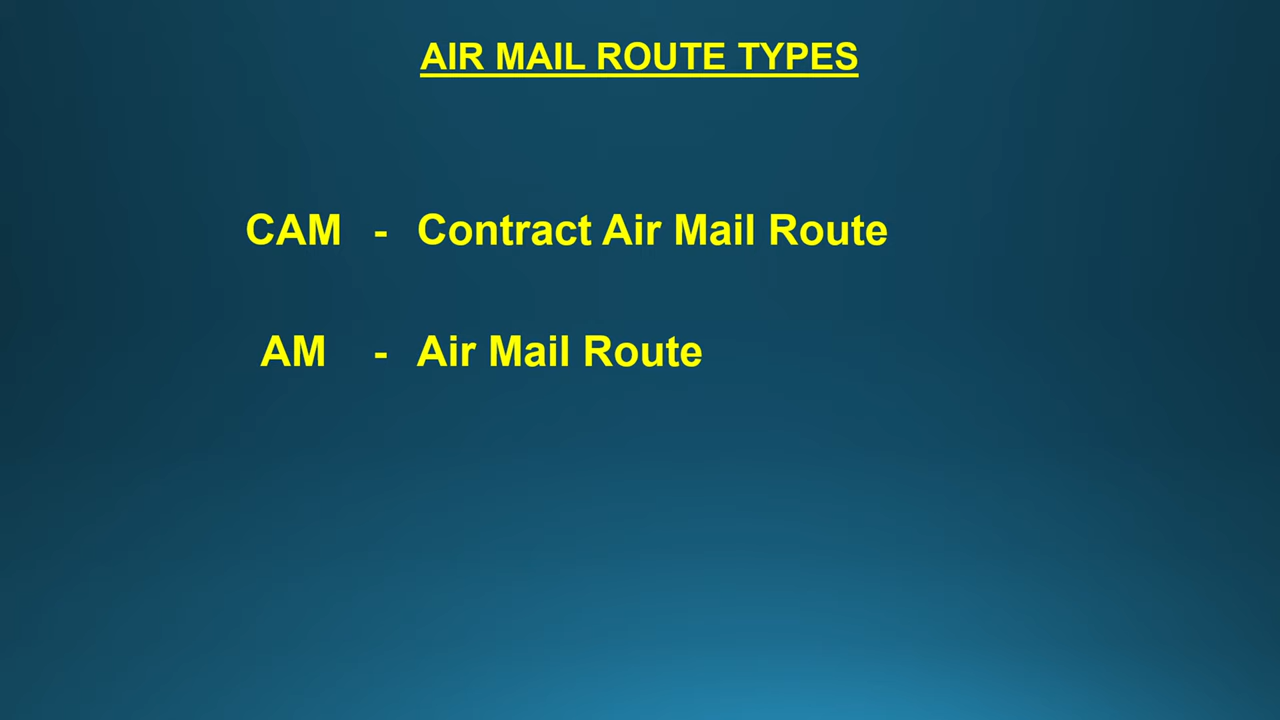 AIR MAIL ROUTE TYPES
CAM - Contract Air Mail Route
AM - Air Mail Route